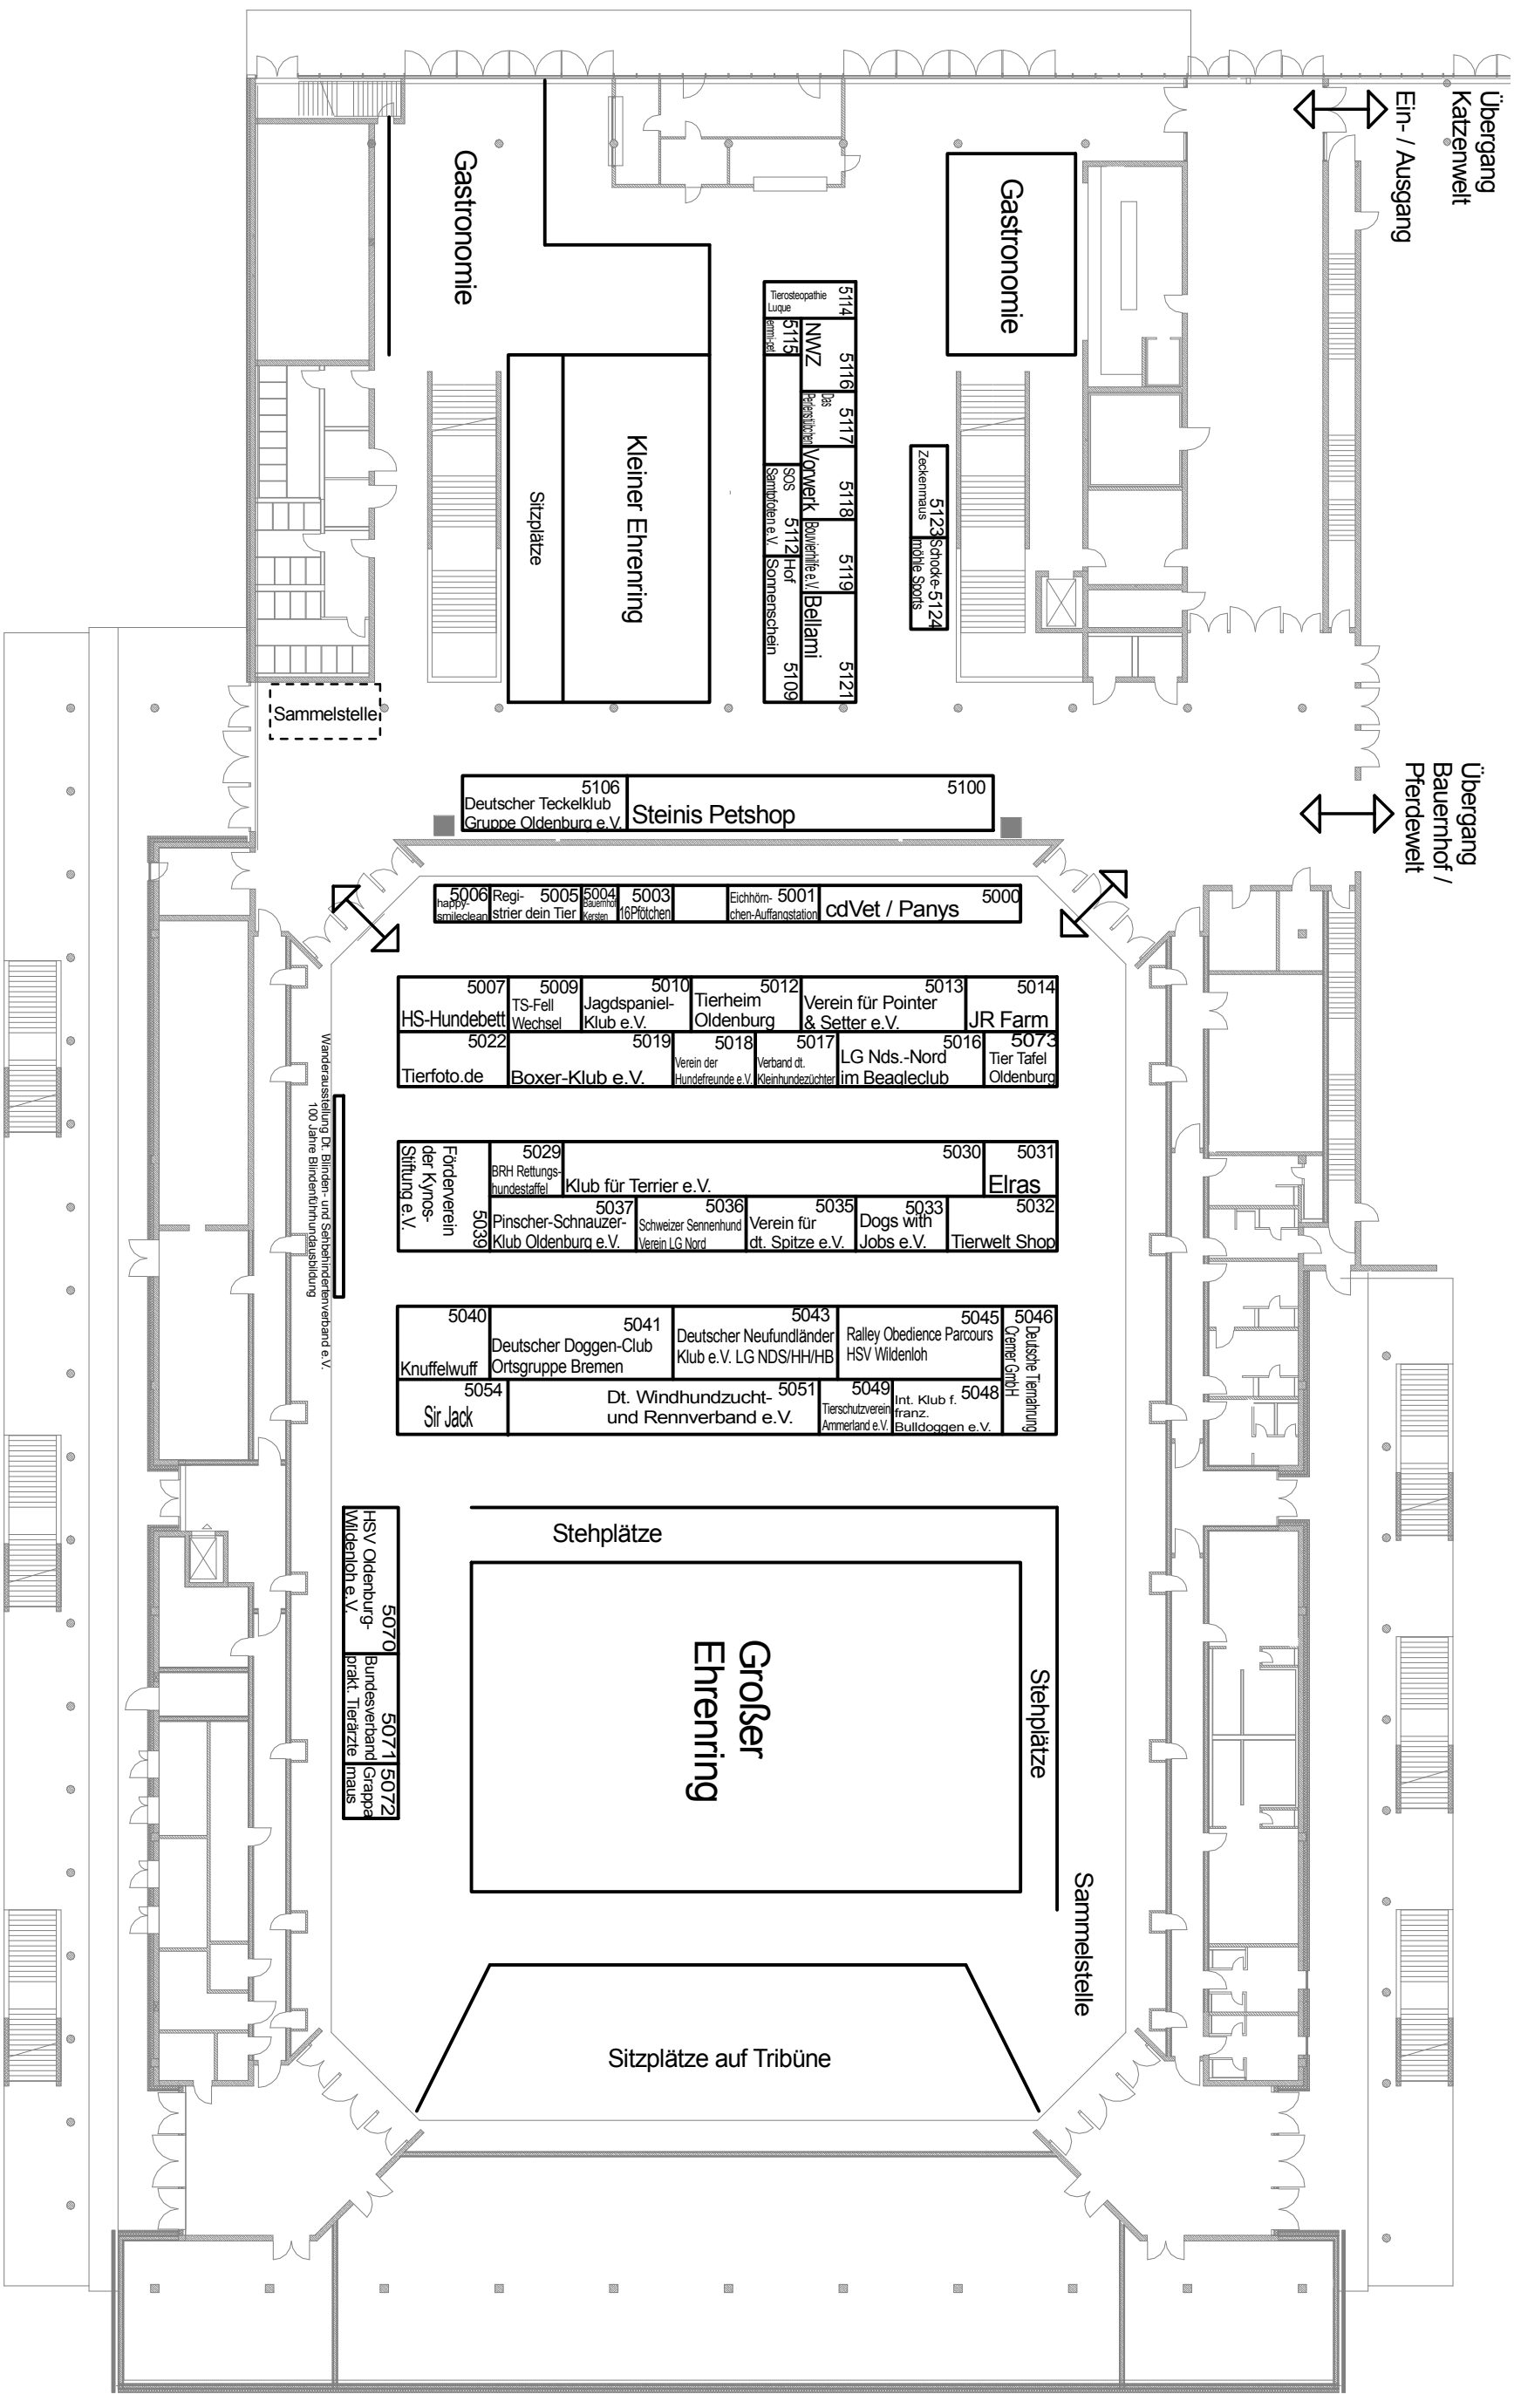 Übergang
Katzenwelt
Ein- / Ausgang
Gastronomie
Gastronomie
5114
Tierosteopathie
Luque
5115
emmi-pet
NWZ
5116
Das
Perlenstübchen
5117
Vorwerk
5118
SOS
Samtpfoten e.V.
5112
Bouvierhilfe e.V.
5119
Hof
Sonnenschein
5109
Bellami
5121
Zeckenmaus
5123
Schocke-
möhle Sports
5124
Kleiner Ehrenring
Sitzplätze
Sammelstelle
Übergang
Bauernhof /
Pferdewelt
5106
Deutscher Teckelklub
Gruppe Oldenburg e.V.
5100
Steinis Petshop
5006
happy-
smileclean
Regi- 5005
strier dein Tier
5004
Bauernhof
Kersten
5003
16Pfötchen
Eichhörn- 5001
chen-Auffangstation
5000
cdVet / Panys
5007
HS-Hundebett
5009
TS-Fell
Wechsel
5010
Jagdspaniel-
Klub e.V.
5012
Tierheim
Oldenburg
5013
Verein für Pointer
& Setter e.V.
5014
JR Farm
5022
Tierfoto.de
5019
Boxer-Klub e.V.
5018
Verein der
Hundefreunde e.V.
5017
Verband dt.
Kleinhundezüchter
5016
LG Nds.-Nord
im Beagleclub
5073
Tier Tafel
Oldenburg
Wanderausstellung Dt. Blinden- und Sehbehindertenverband e.V.
100 Jahre Blindenführhundausbildung
Förderverein
der Kynos-
Stiftung e.V.
5039
5029
BRH Rettungs-
hundestaffel
5030
Klub für Terrier e.V.
5031
Elras
5037
Pinscher-Schnauzer-
Klub Oldenburg e.V.
5036
Schweizer Sennenhund
Verein LG Nord
5035
Verein für
dt. Spitze e.V.
5033
Dogs with
Jobs e.V.
5032
Tierwelt Shop
5040
Knuffelwuff
5041
Deutscher Doggen-Club
Ortsgruppe Bremen
5043
Deutscher Neufundländer
Klub e.V. LG NDS/HH/HB
5045
Ralley Obedience Parcours
HSV Wildenloh
5046
Deutsche Tiernahrung
Cremer GmbH
5054
Sir Jack
5051
Dt. Windhundzucht-
und Rennverband e.V.
5049
Tierschutzverein
Ammerland e.V.
5048
Int. Klub f.
franz.
Bulldoggen e.V.
Stehplätze
HSV Oldenburg-
Wildenloh e.V.
5070
Bundesverband
prakt. Tierärzte
5071
Grappa
maus
5072
Großer
Ehrenring
Stehplätze
Sammelstelle
Sitzplätze auf Tribüne